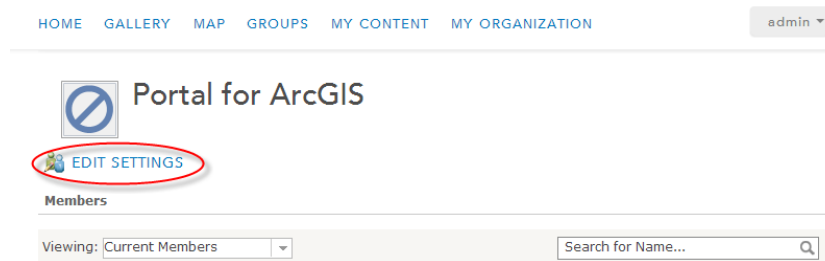 HOME GALLERY MAP GROUPS MY CONTENT MY ORGANIZATION admin
Portal for ArcGIS
EDIT SETTINGS
Members
Viewing: Current Members Search for Name...